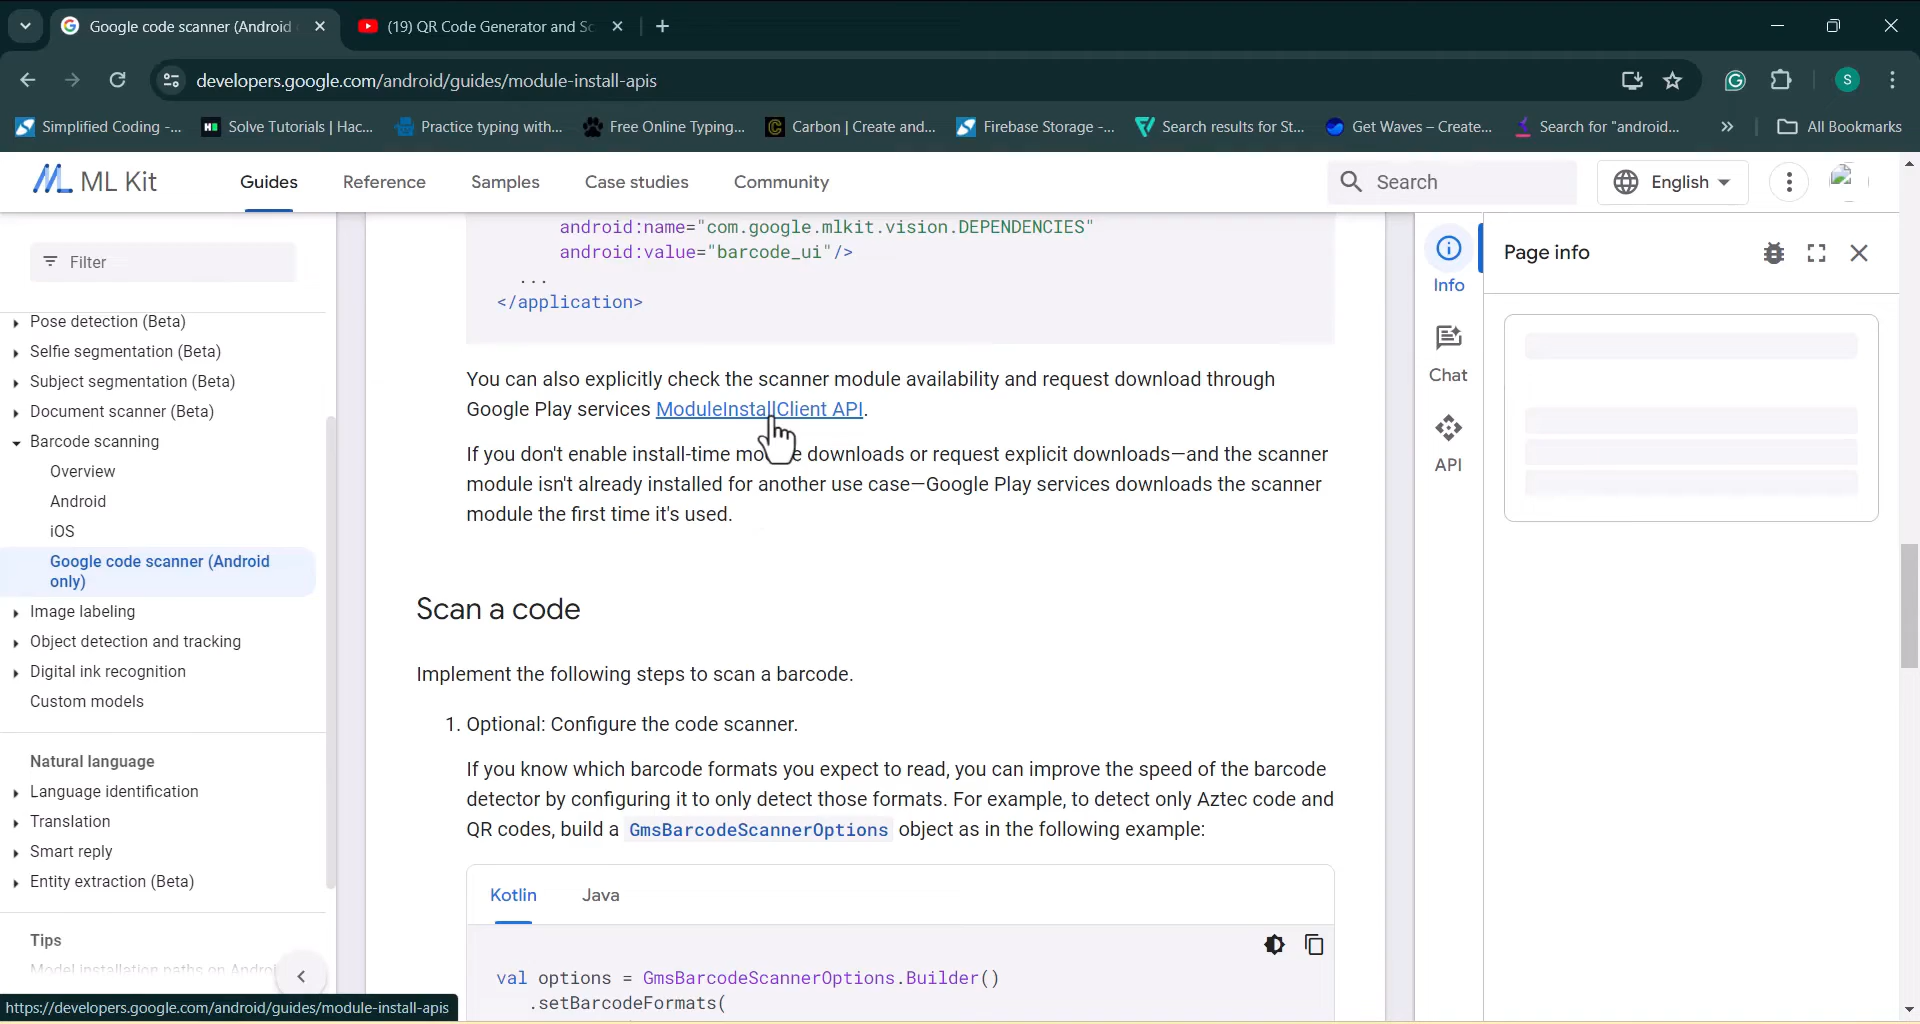 Google code scanner (Android
(19) QR Code Generator and Sc
developers.google.com/android/guides/module-install-apis
S
Simplified Coding -...
Solve Tutorials | Hac...
Practice typing with...
Free Online Typing...
Carbon | Create and...
Firebase Storage -...
Search results for St...
Get Waves – Create...
Search for "android...
»
All Bookmarks
ML Kit
Guides
Reference
Samples
Case studies
Community
Search
English
Filter
Pose detection (Beta)
Selfie segmentation (Beta)
Subject segmentation (Beta)
Document scanner (Beta)
Barcode scanning
Overview
Android
iOS
Google code scanner (Android
only)
Image labeling
Object detection and tracking
Digital ink recognition
Custom models
Natural language
Language identification
Translation
Smart reply
Entity extraction (Beta)
Tips
Model installation paths on Androi
https://developers.google.com/android/guides/module-install-apis
android:name="com.google.mlkit.vision.DEPENDENCIES"
android:value="barcode_ui"/>
...
</application>
You can also explicitly check the scanner module availability and request download through
Google Play services ModuleInstallClient API.
If you don't enable install-time mo e downloads or request explicit downloads—and the scanner
module isn't already installed for another use case—Google Play services downloads the scanner
module the first time it's used.
Scan a code
Implement the following steps to scan a barcode.
1. Optional: Configure the code scanner.
If you know which barcode formats you expect to read, you can improve the speed of the barcode
detector by configuring it to only detect those formats. For example, to detect only Aztec code and
QR codes, build a GmsBarcodeScannerOptions object as in the following example:
Kotlin
Java
val options = GmsBarcodeScannerOptions.Builder()
.setBarcodeFormats(
Info
Chat
API
Page info